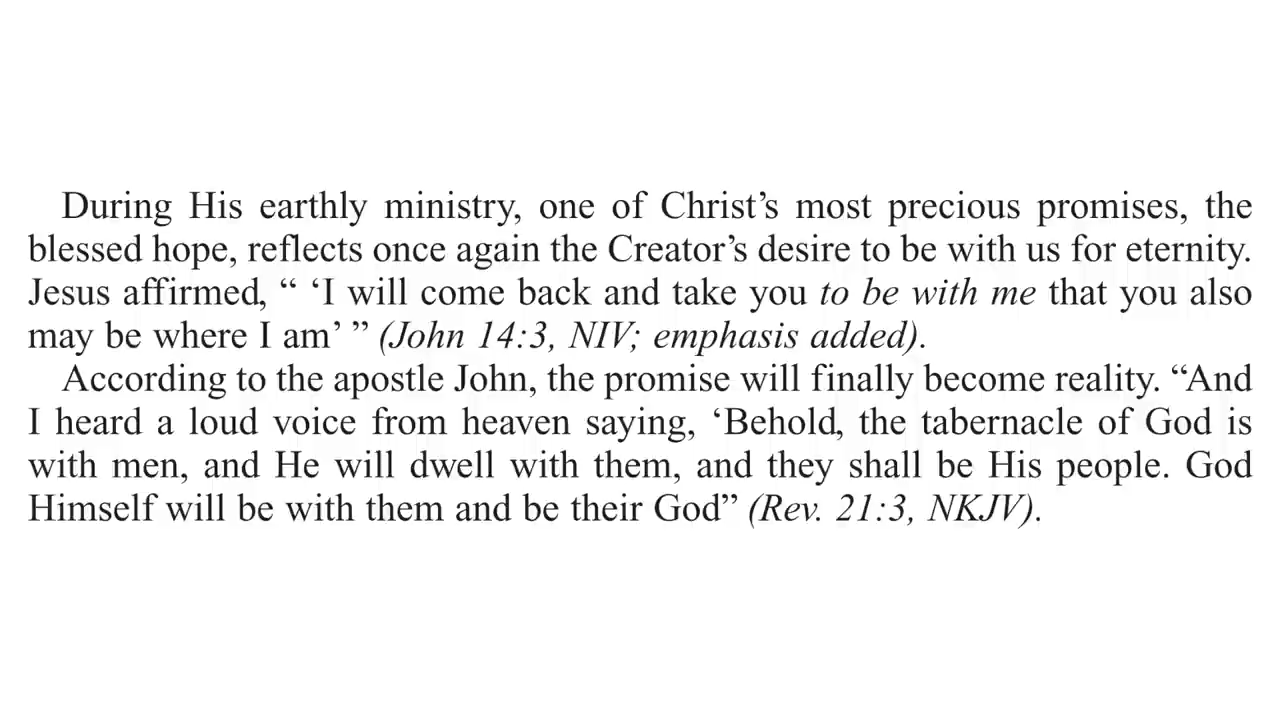 During His earthly ministry, one of Christ’s most precious promises, the
blessed hope, reflects once again the Creator’s desire to be with us for eternity.
Jesus affirmed, “ ‘I will come back and take you to be with me that you also
may be where I am’ ” (John 14:3, NIV; emphasis added).
According to the apostle John, the promise will finally become reality. “And
I heard a loud voice from heaven saying, ‘Behold, the tabernacle of God is
with men, and He will dwell with them, and they shall be His people. God
Himself will be with them and be their God” (Rev. 21:3, NKJV).